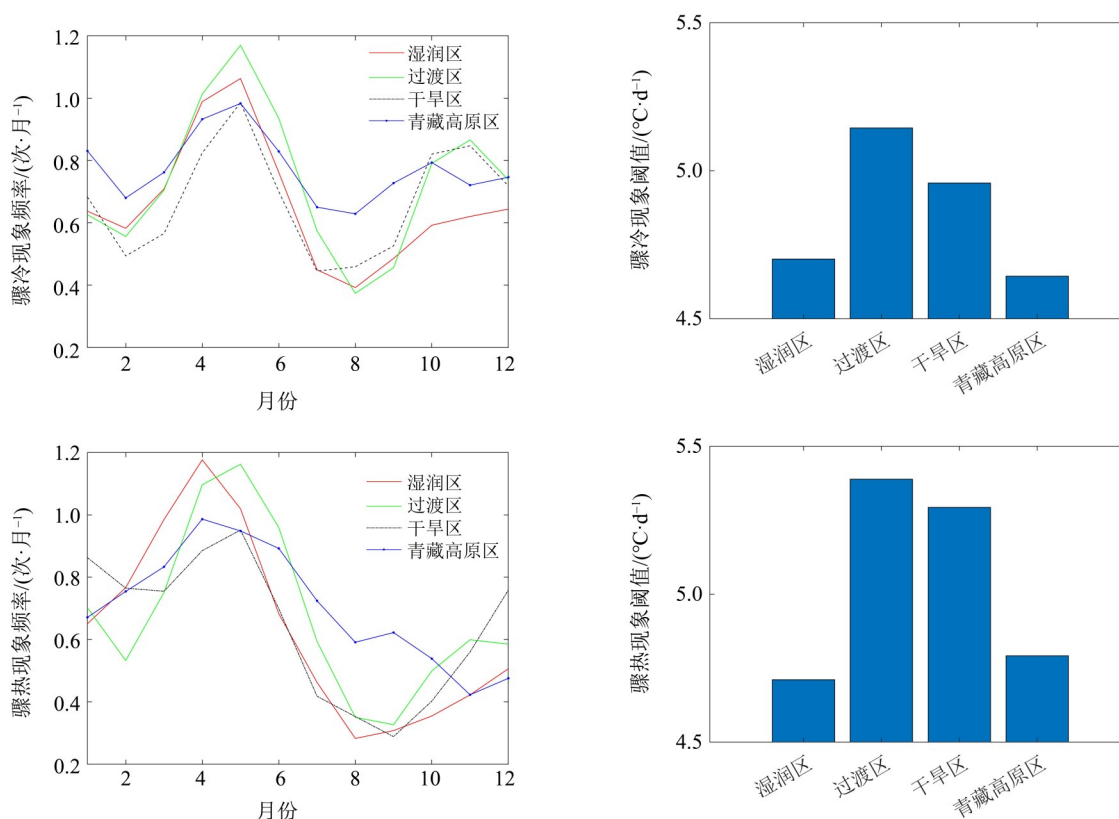 骤冷现象频率/(次·月⁻¹)
1.2
1.0
0.8
0.6
0.4
0.2
湿润区
过渡区
干旱区
青藏高原区
2
4
6
8
10
12
月份
骤冷现象阈值/(℃·d⁻¹)
5.5
5.0
4.5
湿润区
过渡区
干旱区
青藏高原区
骤热现象频率/(次·月⁻¹)
1.2
1.0
0.8
0.6
0.4
0.2
湿润区
过渡区
干旱区
青藏高原区
2
4
6
8
10
12
月份
骤热现象阈值/(℃·d⁻¹)
5.5
5.0
4.5
湿润区
过渡区
干旱区
青藏高原区